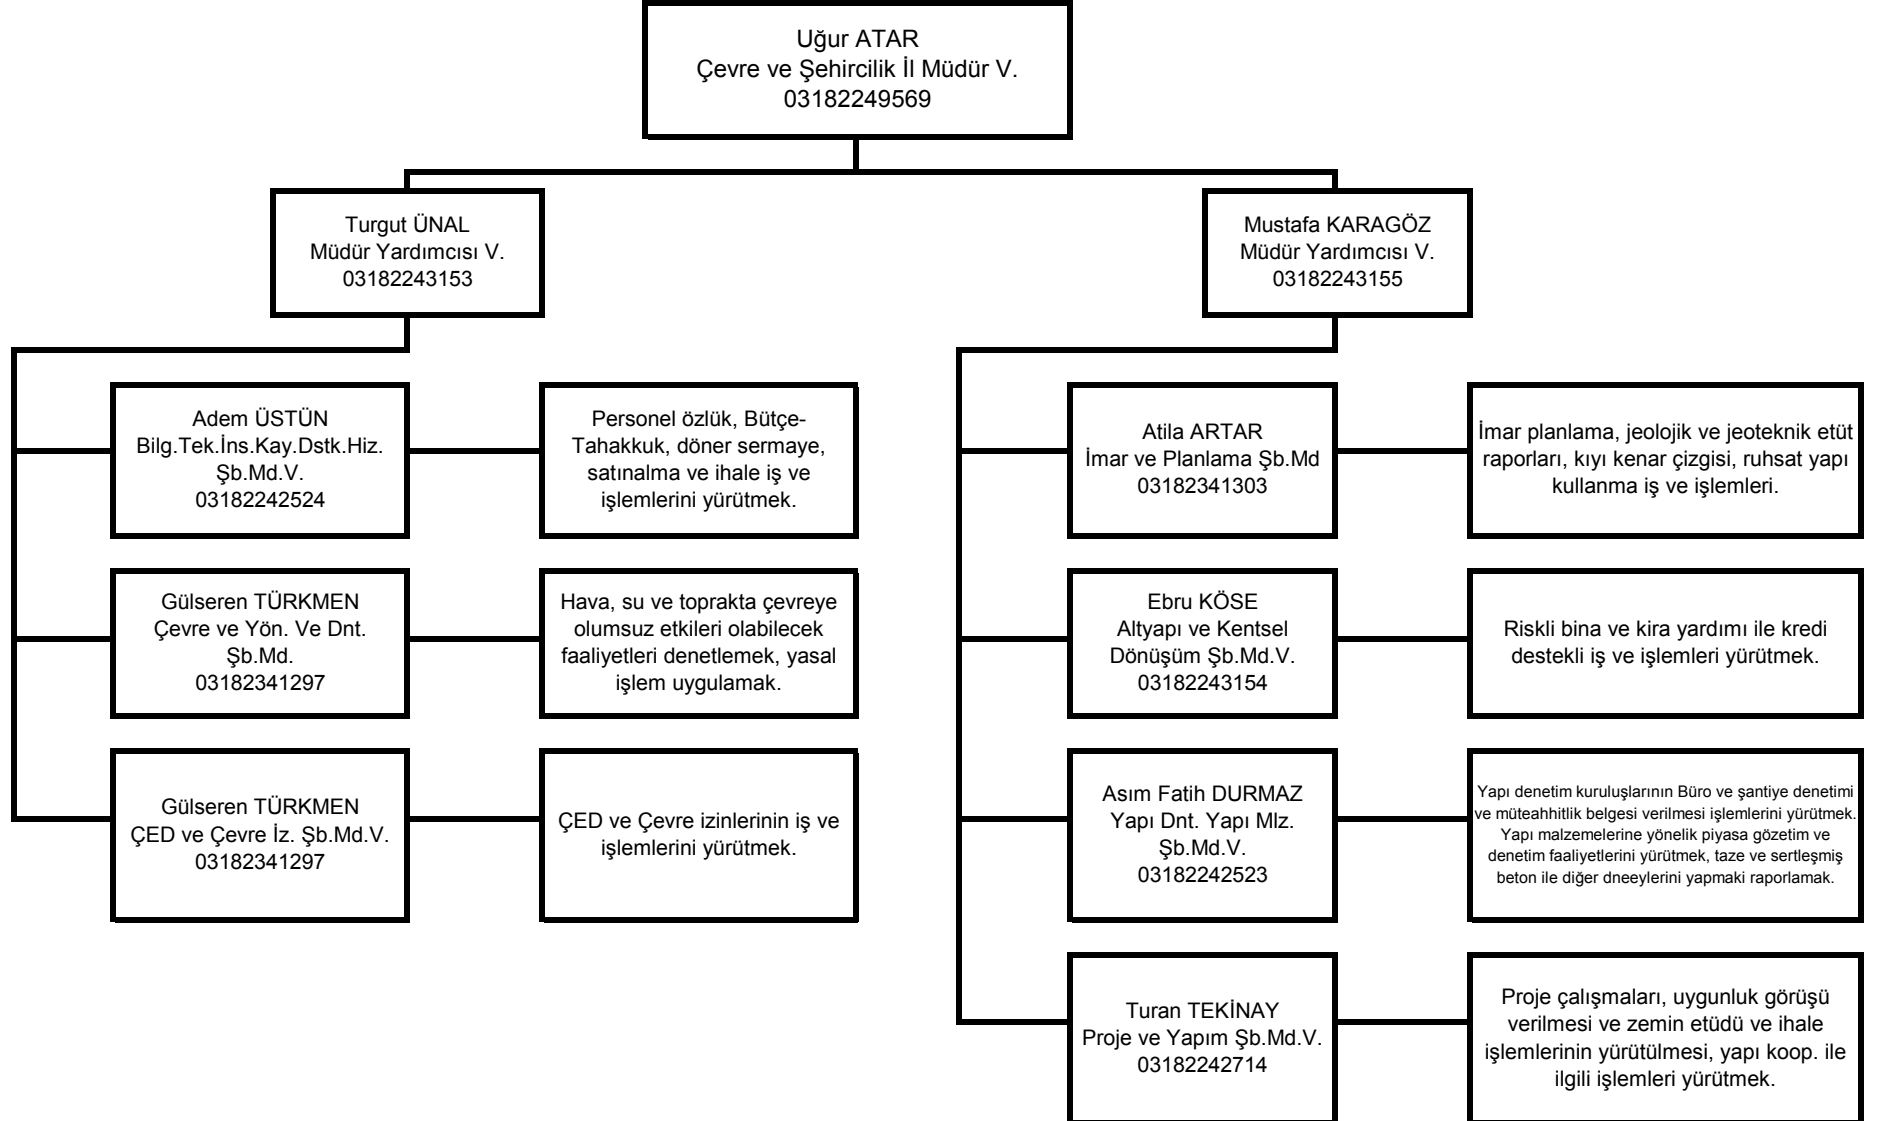 Uğur ATAR
Çevre ve Şehircilik İl Müdür V.
03182249569
Turgut ÜNAL
Müdür Yardımcısı V.
03182243153
Mustafa KARAGÖZ
Müdür Yardımcısı V.
03182243155
Adem ÜSTÜN
Bilg.Tek.İns.Kay.Dstk.Hiz.
Şb.Md.V.
03182242524
Personel özlük, Bütçe-
Tahakkuk, döner sermaye,
satınalma ve ihale iş ve
işlemlerini yürütmek.
Gülseren TÜRKMEN
Çevre ve Yön. Ve Dnt.
Şb.Md.
03182341297
Hava, su ve toprakta çevreye
olumsuz etkileri olabilecek
faaliyetleri denetlemek, yasal
işlem uygulamak.
Gülseren TÜRKMEN
ÇED ve Çevre İz. Şb.Md.V.
03182341297
ÇED ve Çevre izinlerinin iş ve
işlemlerini yürütmek.
Atila ARTAR
İmar ve Planlama Şb.Md
03182341303
İmar planlama, jeolojik ve jeoteknik etüt
raporları, kıyı kenar çizgisi, ruhsat yapı
kullanma iş ve işlemleri.
Ebru KÖSE
Altyapı ve Kentsel
Dönüşüm Şb.Md.V.
03182243154
Riskli bina ve kira yardımı ile kredi
destekli iş ve işlemleri yürütmek.
Asım Fatih DURMAZ
Yapı Dnt. Yapı Mlz.
Şb.Md.V.
03182242523
Yapı denetim kuruluşlarının Büro ve şantiye denetimi
ve müteahhitlik belgesi verilmesi işlemlerini yürütmek.
Yapı malzemelerine yönelik piyasa gözetim ve
denetim faaliyetlerini yürütmek, taze ve sertleşmiş
beton ile diğer dneeylerini yapmaki raporlamak.
Turan TEKİNAY
Proje ve Yapım Şb.Md.V.
03182242714
Proje çalışmaları, uygunluk görüşü
verilmesi ve zemin etüdü ve ihale
işlemlerinin yürütülmesi, yapı koop. ile
ilgili işlemleri yürütmek.